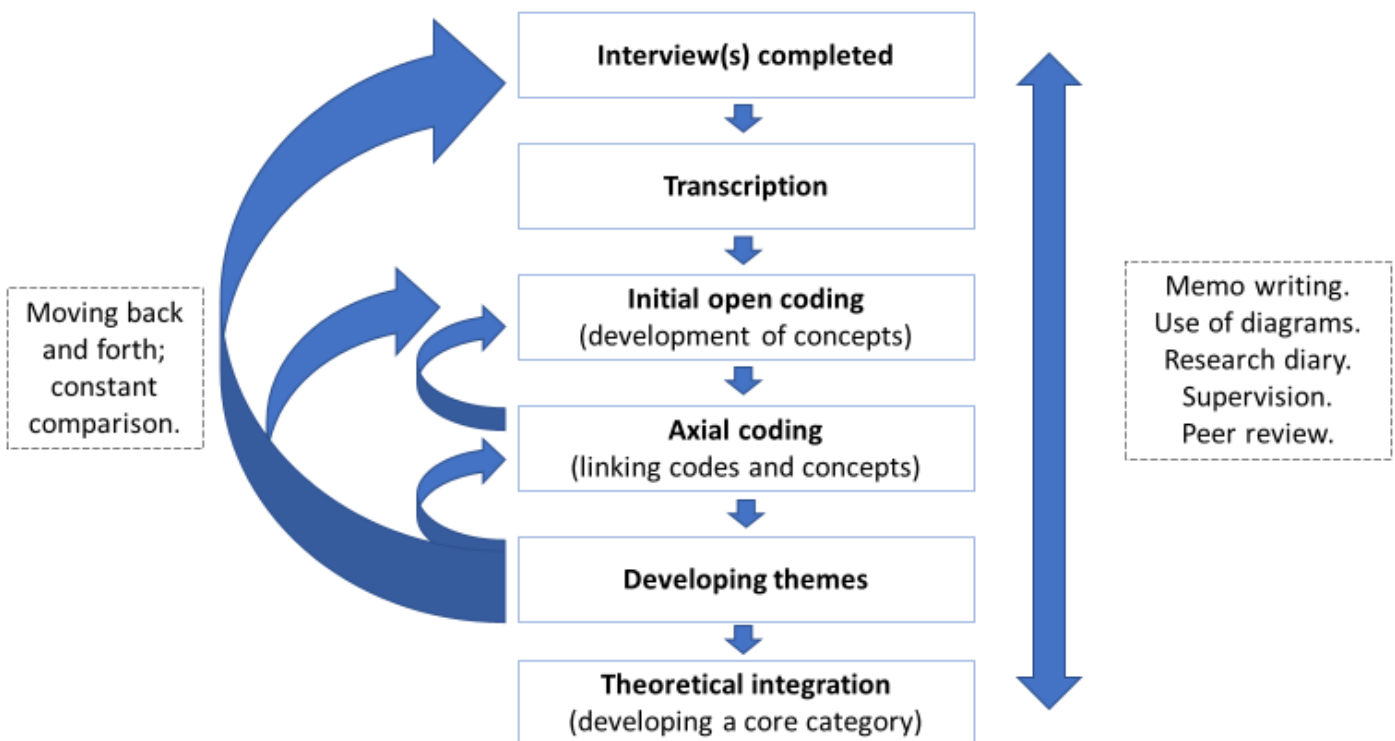 Interview(s) completed
Transcription
Initial open coding
(development of concepts)
Axial coding
(linking codes and concepts)
Developing themes
Theoretical integration
(developing a core category)
Moving back
and forth;
constant
comparison.
Memo writing.
Use of diagrams.
Research diary.
Supervision.
Peer review.